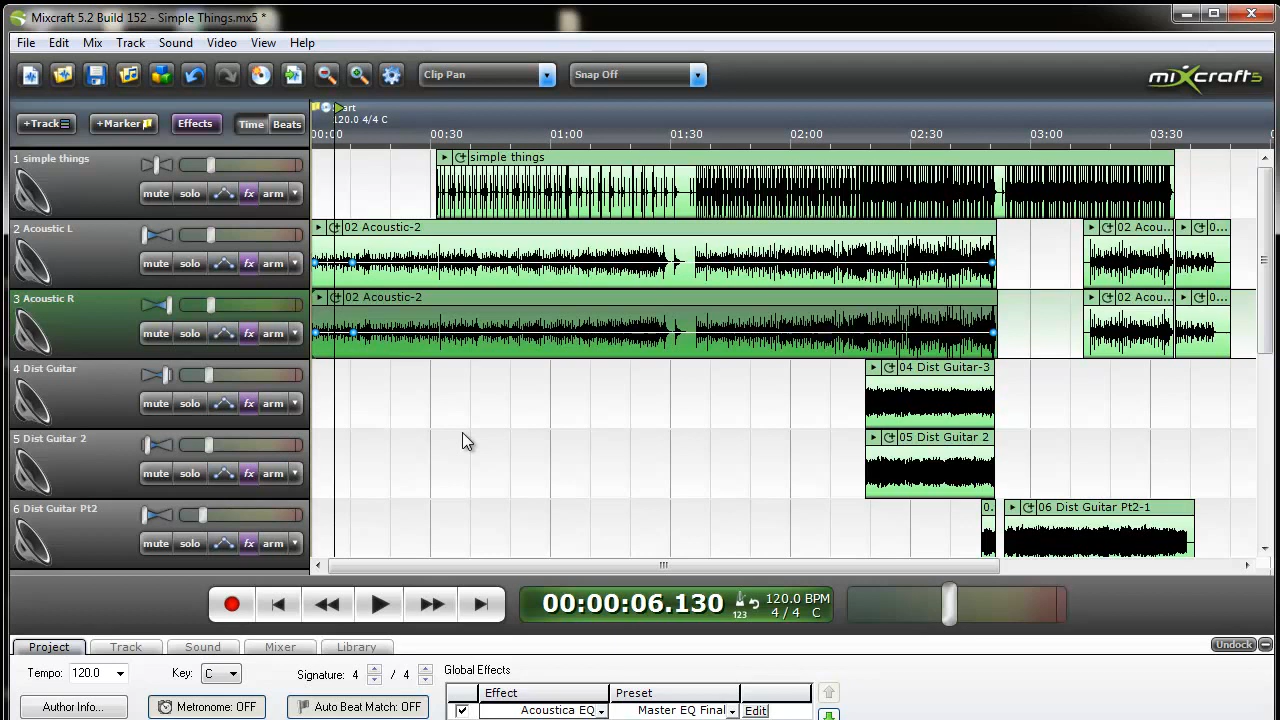 Mixcraft 5.2 Build 152 - Simple Things.mx5 *
File Edit Mix Track Sound Video View Help
Clip Pan Snap Off mixcraft5
+Track +Marker Effects Time Beats
120.0 4/4 C
00:30 01:00 01:30 02:00 02:30 03:00 03:30
1 simple things
mute solo fx arm
simple things
2 Acoustic L
mute solo fx arm
02 Acoustic-2 02 Acou... 0...
3 Acoustic R
mute solo fx arm
02 Acoustic-2 02 Acou... 0...
4 Dist Guitar
mute solo fx arm
04 Dist Guitar-3
5 Dist Guitar 2
mute solo fx arm
05 Dist Guitar 2
6 Dist Guitar Pt2
mute solo fx arm
0. 06 Dist Guitar Pt2-1
00:00:06.130 123 120.0 BPM
4 / 4 C
Project Track Sound Mixer Library Undock
Tempo: 120.0 Key: C Signature: 4 / 4 Global Effects
Effect Preset
Author Info... Metronome: OFF Auto Beat Match: OFF Acoustica EQ Master EQ Final Edit